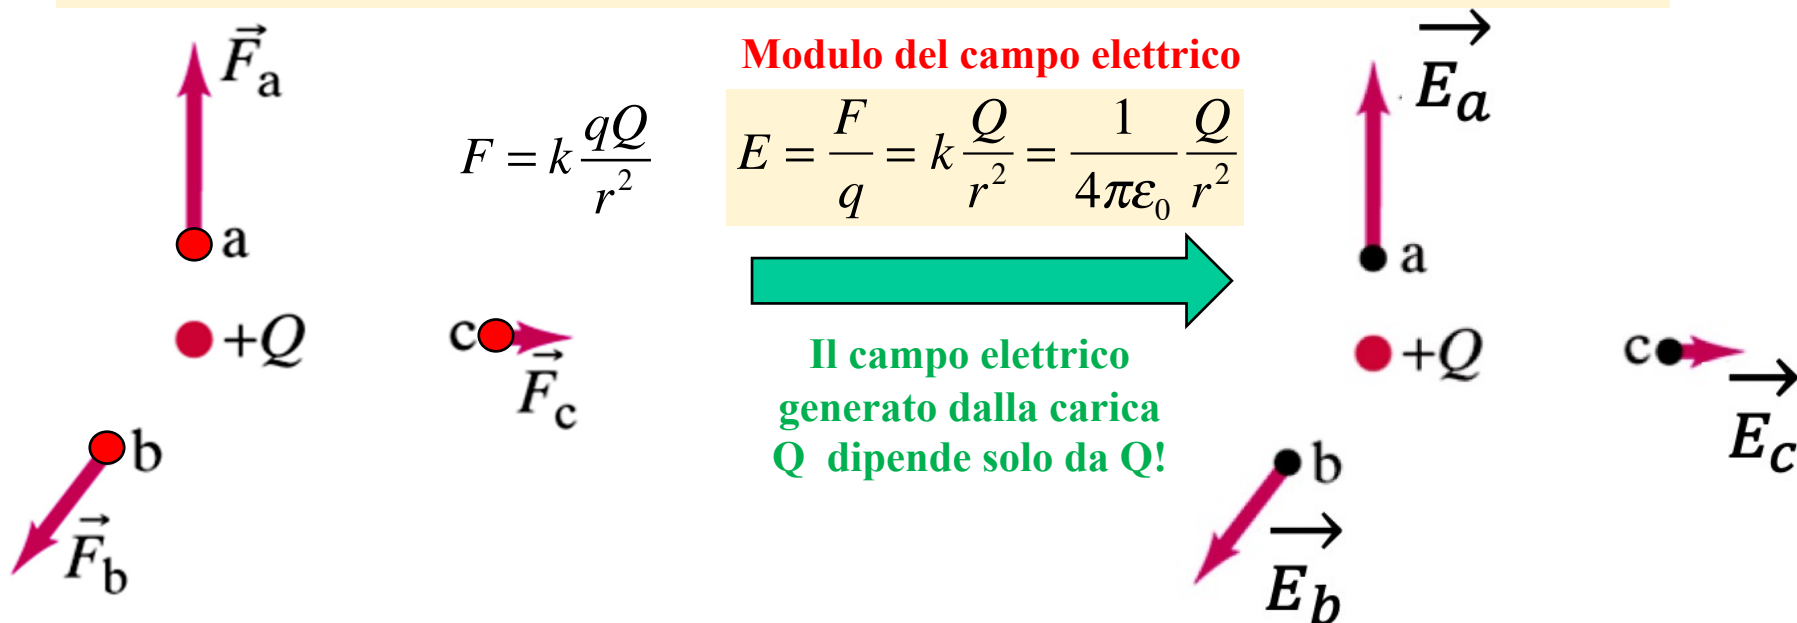 Modulo del campo elettrico
F⃗a
F = k qQ/r²
E = F/q = k Q/r² = 1/4πε₀ Q/r²
E⃗a
a
a
+Q
c
F⃗c
Il campo elettrico
generato dalla carica
Q dipende solo da Q!
+Q
c
E⃗c
b
F⃗b
b
E⃗b